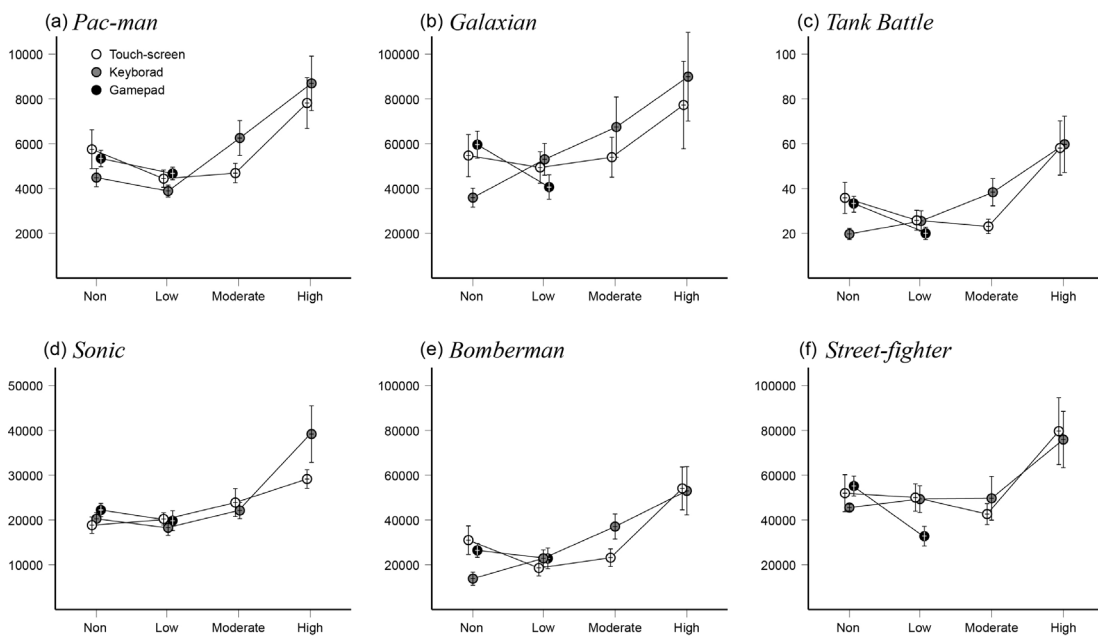 (a) Pac-man
Touch-screen
Keyborad
Gamepad
10000
8000
6000
4000
2000
Non Low Moderate High
(b) Galaxian
100000
80000
60000
40000
20000
Non Low Moderate High
(c) Tank Battle
100
80
60
40
20
Non Low Moderate High
(d) Sonic
50000
40000
30000
20000
10000
Non Low Moderate High
(e) Bomberman
100000
80000
60000
40000
20000
Non Low Moderate High
(f) Street-fighter
100000
80000
60000
40000
20000
Non Low Moderate High